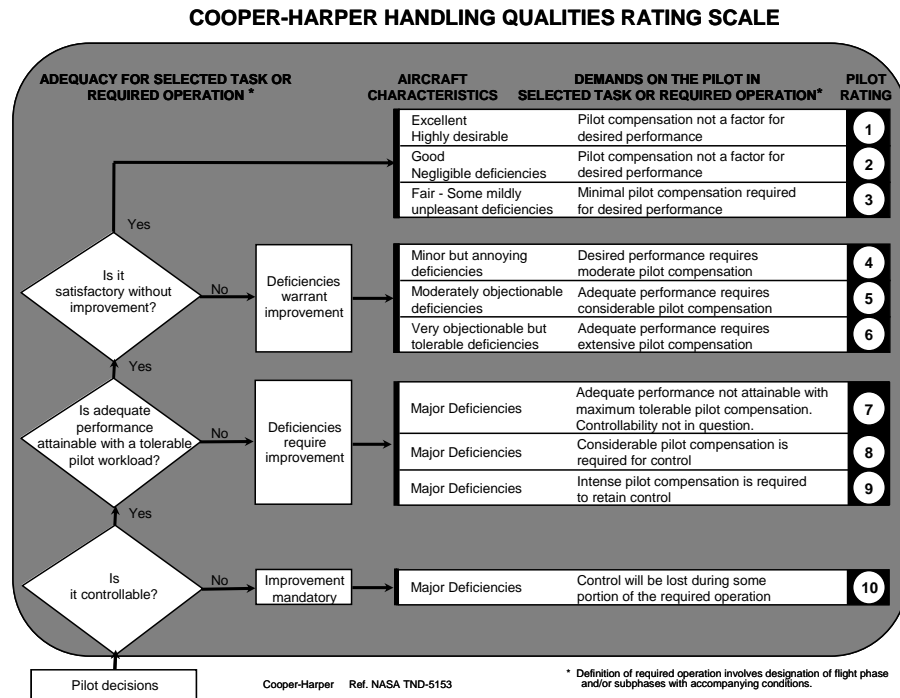 COOPER-HARPER HANDLING QUALITIES RATING SCALE
ADEQUACY FOR SELECTED TASK OR
REQUIRED OPERATION *
AIRCRAFT
CHARACTERISTICS
DEMANDS ON THE PILOT IN
SELECTED TASK OR REQUIRED OPERATION*
PILOT
RATING
Excellent
Highly desirable
Pilot compensation not a factor for
desired performance
1
Good
Negligible deficiencies
Pilot compensation not a factor for
desired performance
2
Fair - Some mildly
unpleasant deficiencies
Minimal pilot compensation required
for desired performance
3
Yes
Is it
satisfactory without
improvement?
No
Deficiencies
warrant
improvement
Minor but annoying
deficiencies
Desired performance requires
moderate pilot compensation
4
Moderately objectionable
deficiencies
Adequate performance requires
considerable pilot compensation
5
Very objectionable but
tolerable deficiencies
Adequate performance requires
extensive pilot compensation
6
Yes
Is adequate
performance
attainable with a tolerable
pilot workload?
No
Deficiencies
require
improvement
Major Deficiencies
Adequate performance not attainable with
maximum tolerable pilot compensation.
Controllability not in question.
7
Major Deficiencies
Considerable pilot compensation is
required for control
8
Major Deficiencies
Intense pilot compensation is required
to retain control
9
Yes
Is
it controllable?
No
Improvement
mandatory
Major Deficiencies
Control will be lost during some
portion of the required operation
10
Pilot decisions
Cooper-Harper Ref. NASA TND-5153
* Definition of required operation involves designation of flight phase
and/or subphases with accompanying conditions.